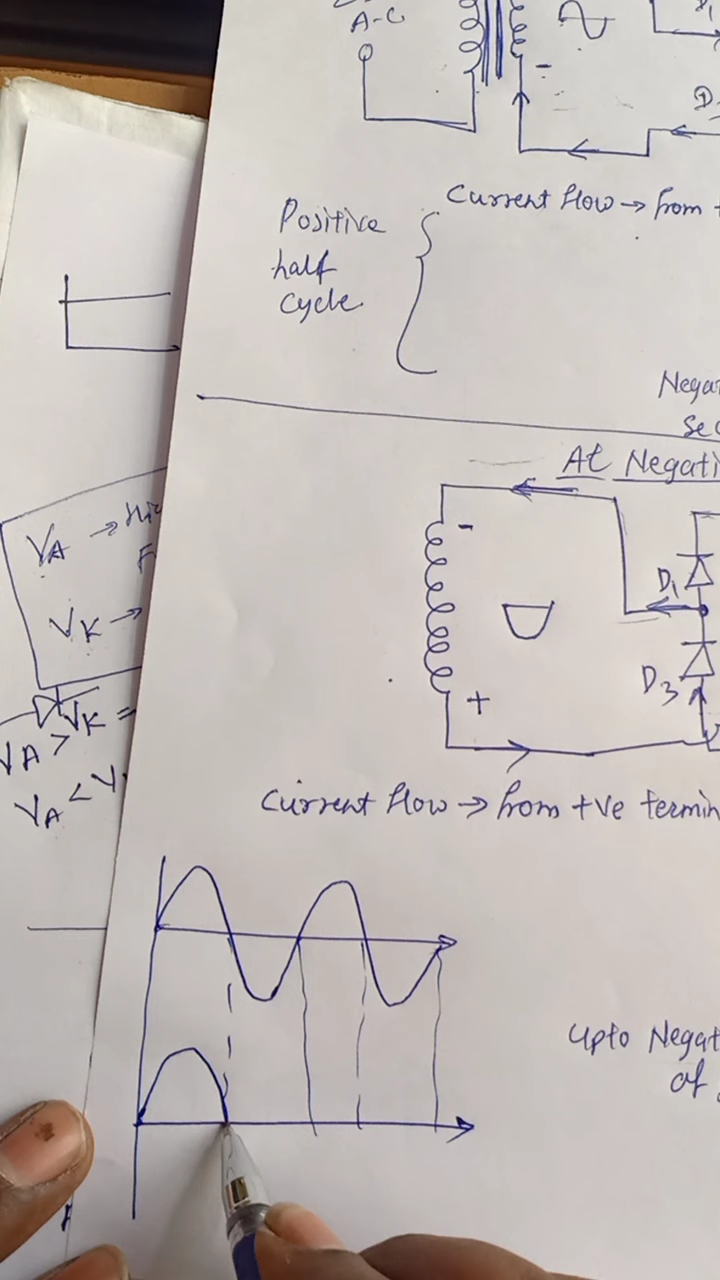 A-C
-
Current flow → from +
Positive
half
cycle
At Negati
-
D1
D3
+
Current flow → from +ve termin
Upto Negat
of
VA →
VK →
VK =
VA >
VA <